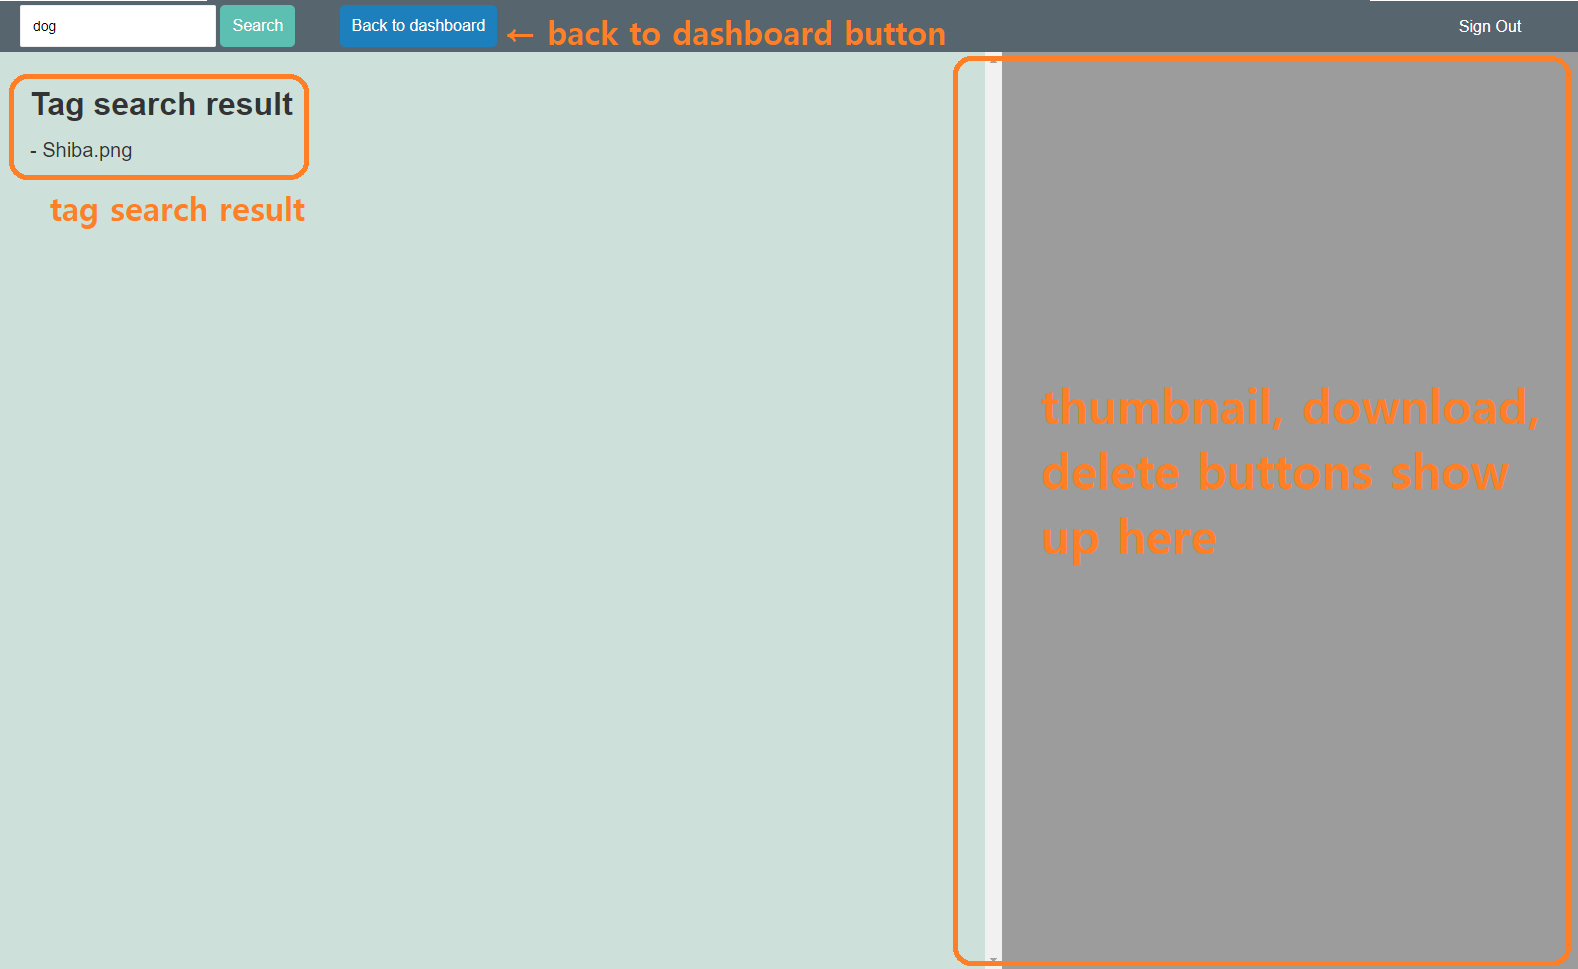 dog
Search
Back to dashboard
← back to dashboard button
Sign Out
Tag search result
- Shiba.png
tag search result
thumbnail, download,
delete buttons show
up here